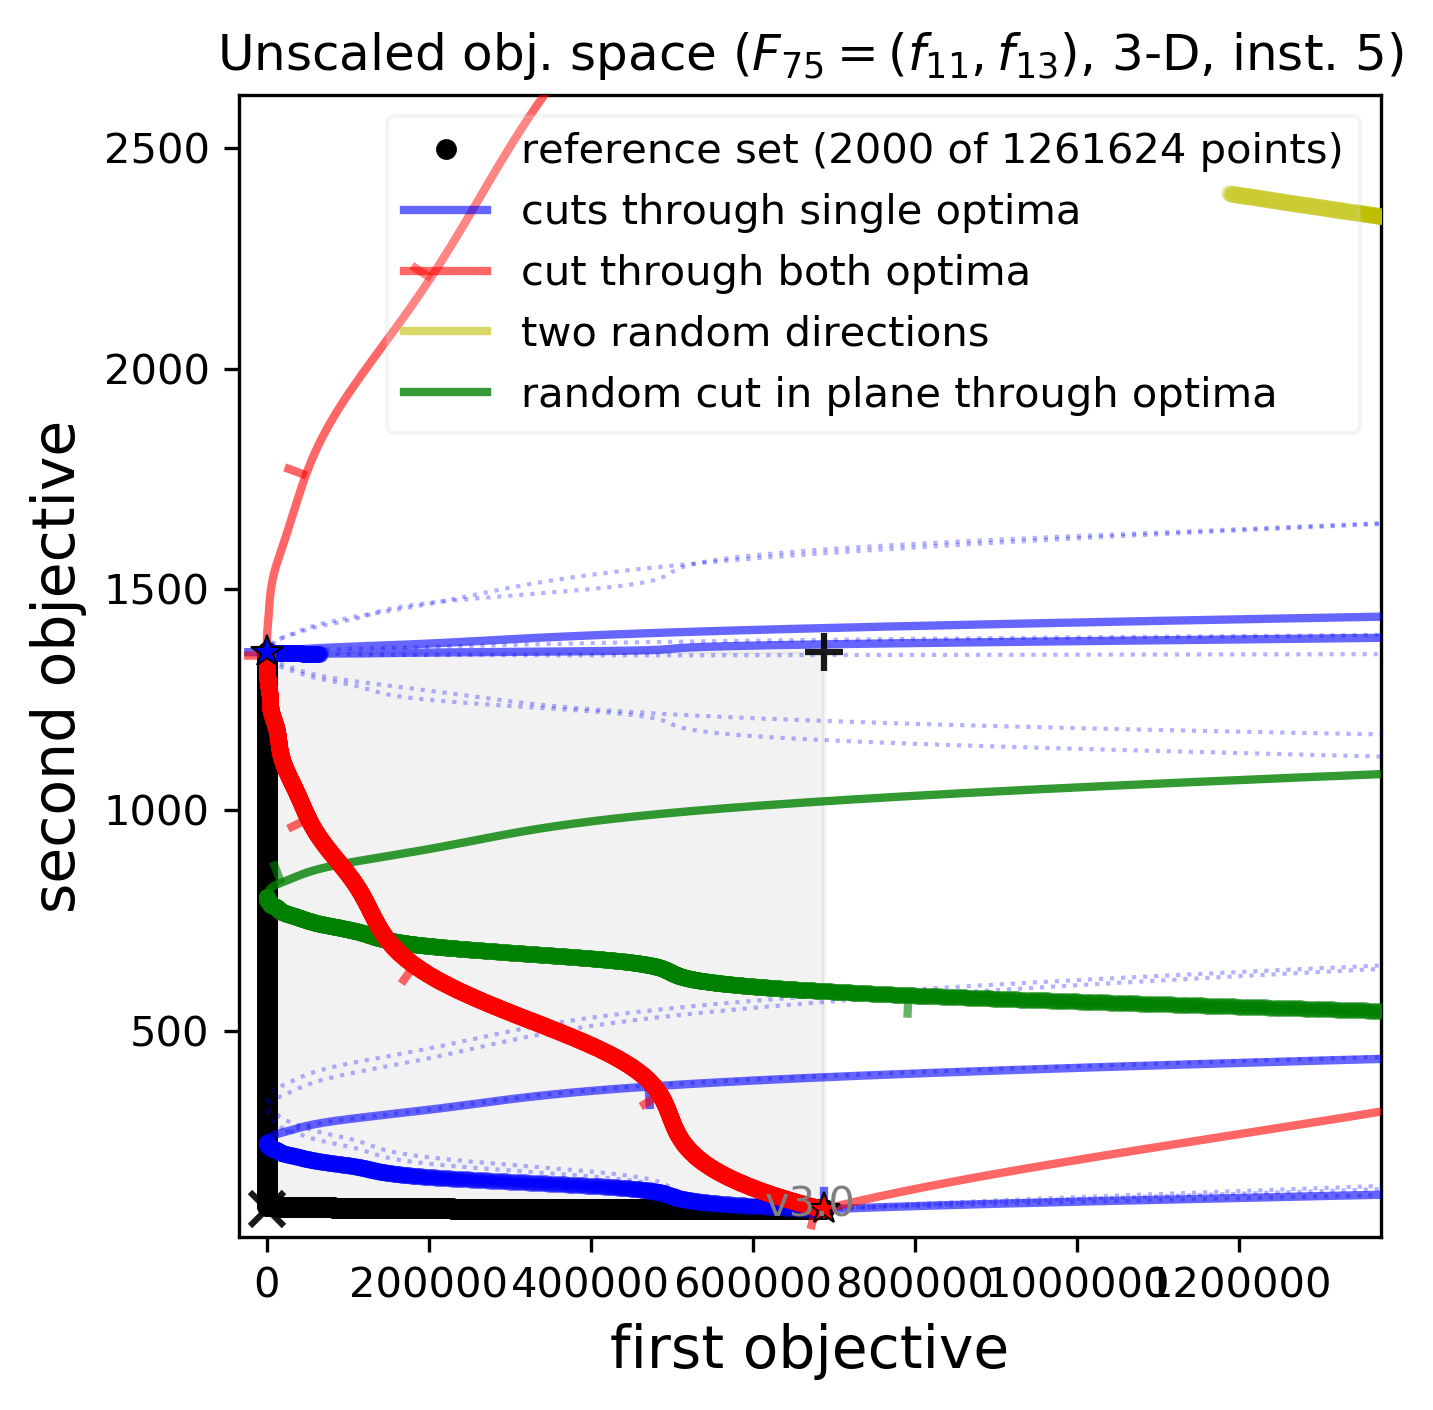 Unscaled obj. space (F75 = (f11, f13), 3-D, inst. 5)
reference set (2000 of 1261624 points)
cuts through single optima
cut through both optima
two random directions
random cut in plane through optima
2500
2000
1500
1000
500
second objective
v3.0
0 200000 400000 600000 800000 1000000 1200000
first objective